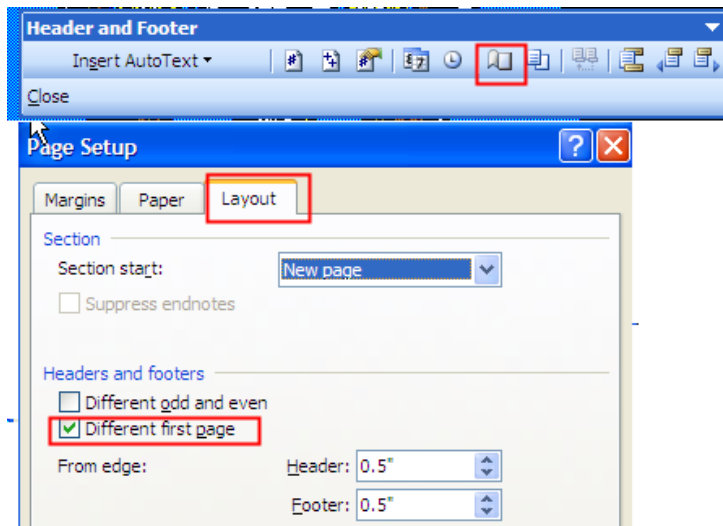 Header and Footer
Insert AutoText
Close
Page Setup
Margins Paper Layout
Section
Section start: New page
Suppress endnotes
Headers and footers
Different odd and even
Different first page
From edge: Header: 0.5"
Footer: 0.5"